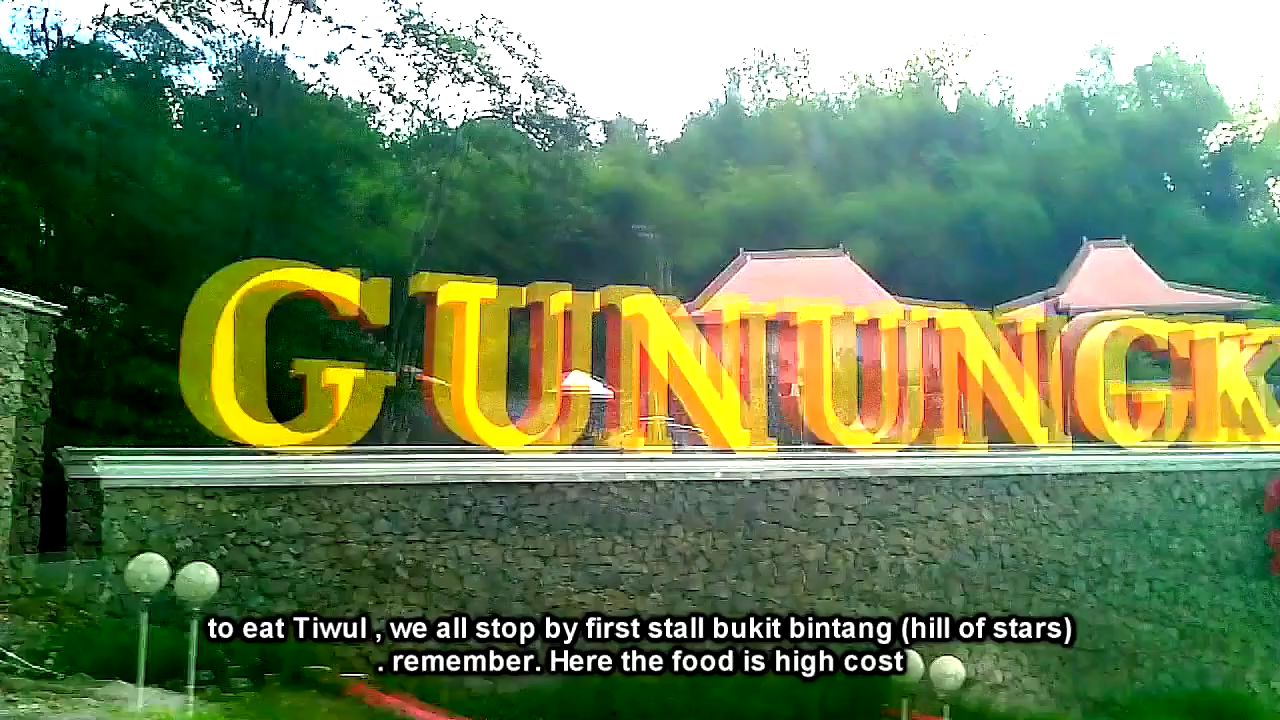 GUNUNGK
to eat Tiwul , we all stop by first stall bukit bintang (hill of stars)
. remember. Here the food is high cost